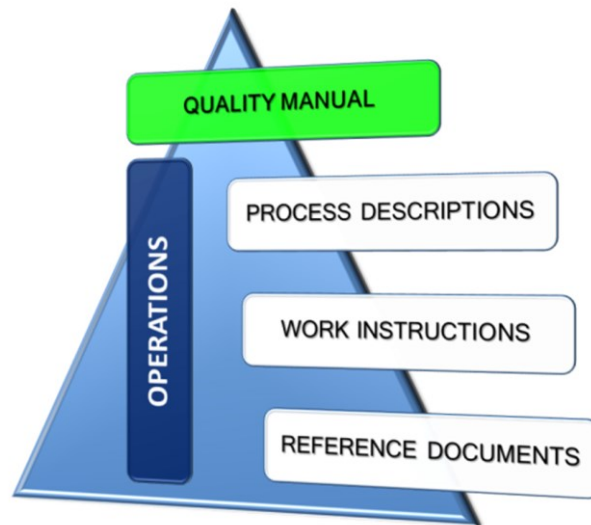 QUALITY MANUAL
OPERATIONS
PROCESS DESCRIPTIONS
WORK INSTRUCTIONS
REFERENCE DOCUMENTS